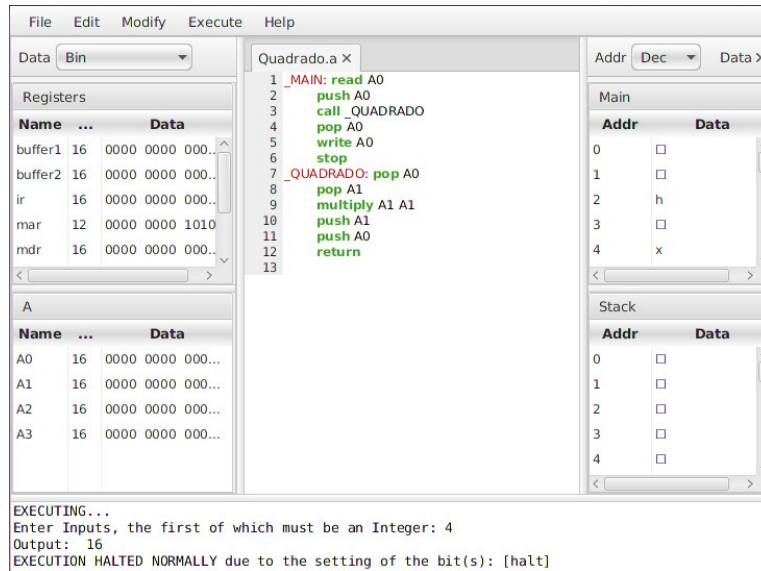 File Edit Modify Execute Help
Data Bin
Registers
Name ... Data
buffer1 16 0000 0000 000...
buffer2 16 0000 0000 000...
ir 16 0000 0000 000...
mar 12 0000 0000 1010
mdr 16 0000 0000 000...
A
Name ... Data
A0 16 0000 0000 000...
A1 16 0000 0000 000...
A2 16 0000 0000 000...
A3 16 0000 0000 000...
Quadrado.a ×
1 _MAIN: read A0
2 push A0
3 call _QUADRADO
4 pop A0
5 write A0
6 stop
7 _QUADRADO: pop A0
8 pop A1
9 multiply A1 A1
10 push A1
11 push A0
12 return
13
Addr Dec Data
Main
Addr Data
0 □
1 □
2 h
3 □
4 x
Stack
Addr Data
0 □
1 □
2 □
3 □
4 □
EXECUTING...
Enter Inputs, the first of which must be an Integer: 4
Output: 16
EXECUTION HALTED NORMALLY due to the setting of the bit(s): [halt]